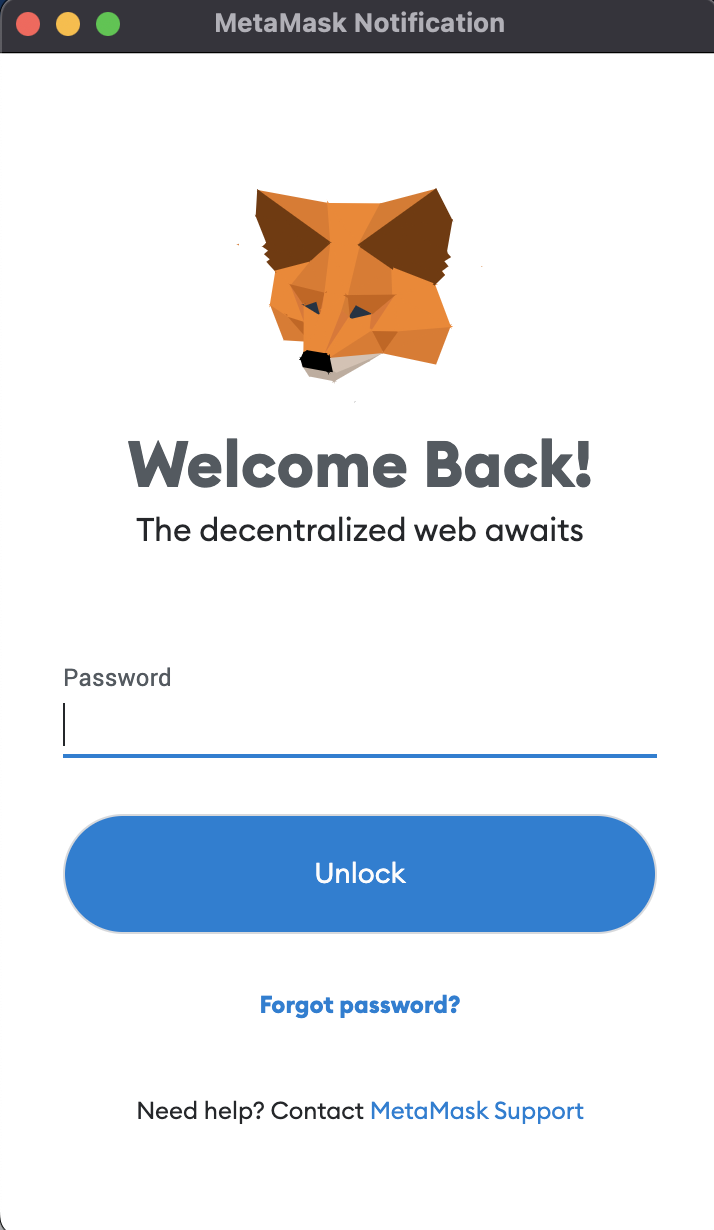 MetaMask Notification
Welcome Back!
The decentralized web awaits
Password
Unlock
Forgot password?
Need help? Contact MetaMask Support